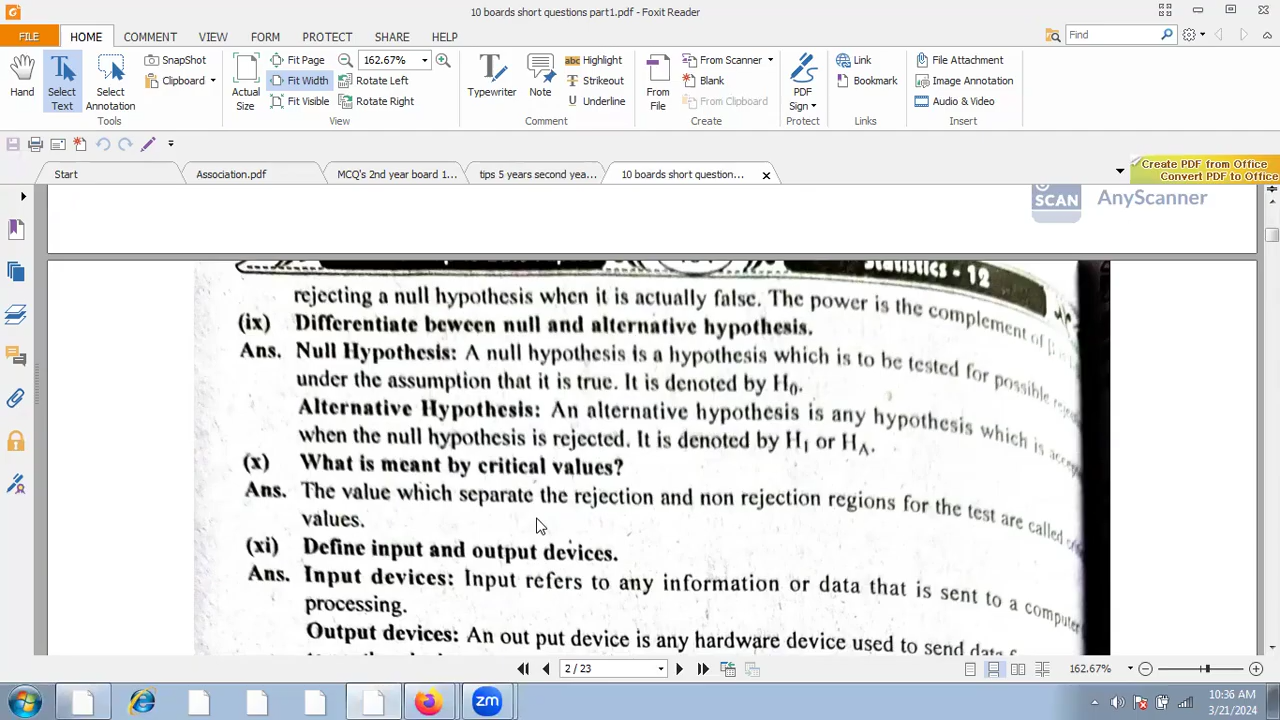 10 boards short questions part1.pdf - Foxit Reader
FILE HOME COMMENT VIEW FORM PROTECT SHARE HELP Find
SnapShot Fit Page 162.67% Highlight From Scanner Link File Attachment
Clipboard Fit Width Rotate Left Strikeout Blank Bookmark Image Annotation
Hand Select Text Select Annotation Actual Size Fit Visible Rotate Right Typewriter Note Underline From File From Clipboard PDF Sign Audio & Video
Tools View Comment Create Protect Links Insert
Create PDF from Office
Convert PDF to Office
Start Association.pdf MCQ's 2nd year board 1... tips 5 years second yea... 10 boards short question...
SCAN AnyScanner
Statistics - 12
rejecting a null hypothesis when it is actually false. The power is the complement of
(ix) Differentiate beween null and alternative hypothesis.
Ans. Null Hypothesis: A null hypothesis is a hypothesis which is to be tested for possible
under the assumption that it is true. It is denoted by H0.
Alternative Hypothesis: An alternative hypothesis is any hypothesis which is
when the null hypothesis is rejected. It is denoted by H1 or HA.
(x) What is meant by critical values?
Ans. The value which separate the rejection and non rejection regions for the test are called
values.
(xi) Define input and output devices.
Ans. Input devices: Input refers to any information or data that is sent to a computer
processing.
Output devices: An out put device is any hardware device used to send
2 / 23 162.67%
zm
10:36 AM
3/21/2024